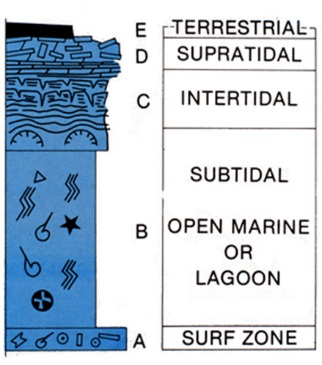 E TERRESTRIAL
D SUPRATIDAL
C INTERTIDAL
SUBTIDAL
B OPEN MARINE
OR
LAGOON
A SURF ZONE